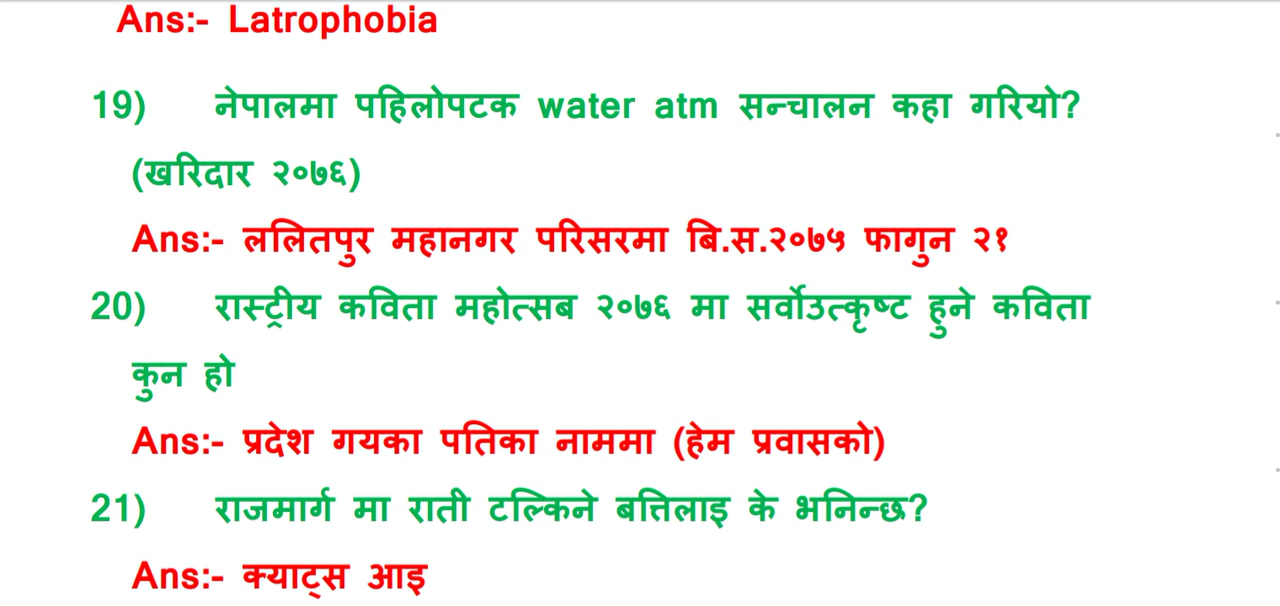 Ans:- Latrophobia
19) नेपालमा पहिलोपटक water atm सन्चालन कहा गरियो?
(खरिदार २०७६)
Ans:- ललितपुर महानगर परिसरमा बि.स.२०७५ फागुन २१
20) रास्ट्रीय कविता महोत्सब २०७६ मा सर्वोउत्कृष्ट हुने कविता
कुन हो
Ans:- प्रदेश गयका पतिका नाममा (हेम प्रवासको)
21) राजमार्ग मा राती टल्किने बत्तिलाइ के भनिन्छ?
Ans:- क्याट्स आइ